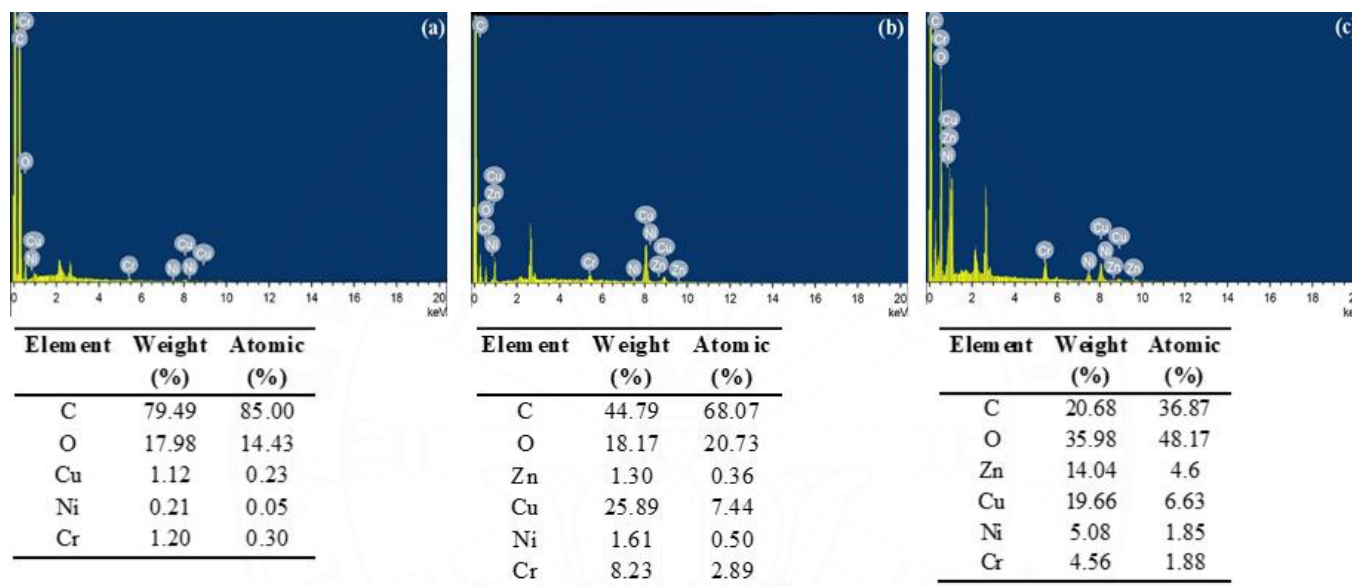 (a)
Cr
C
O
Cu
Ni
Cr
Ni
Cu
Ni
Cu
0 2 4 6 8 10 12 14 16 18 20
keV
Element Weight (%) Atomic (%)
C 79.49 85.00
O 17.98 14.43
Cu 1.12 0.23
Ni 0.21 0.05
Cr 1.20 0.30
(b)
C
Cu
Zn
O
Cr
Ni
Cr
Ni
Cu
Ni
Cu
Zn
Zn
0 2 4 6 8 10 12 14 16 18 20
keV
Element Weight (%) Atomic (%)
C 44.79 68.07
O 18.17 20.73
Zn 1.30 0.36
Cu 25.89 7.44
Ni 1.61 0.50
Cr 8.23 2.89
(c)
C
Cr
O
Cu
Zn
Ni
Cr
Ni
Cu
Ni
Cu
Zn
Zn
0 2 4 6 8 10 12 14 16 18 2
keV
Element Weight (%) Atomic (%)
C 20.68 36.87
O 35.98 48.17
Zn 14.04 4.6
Cu 19.66 6.63
Ni 5.08 1.85
Cr 4.56 1.88